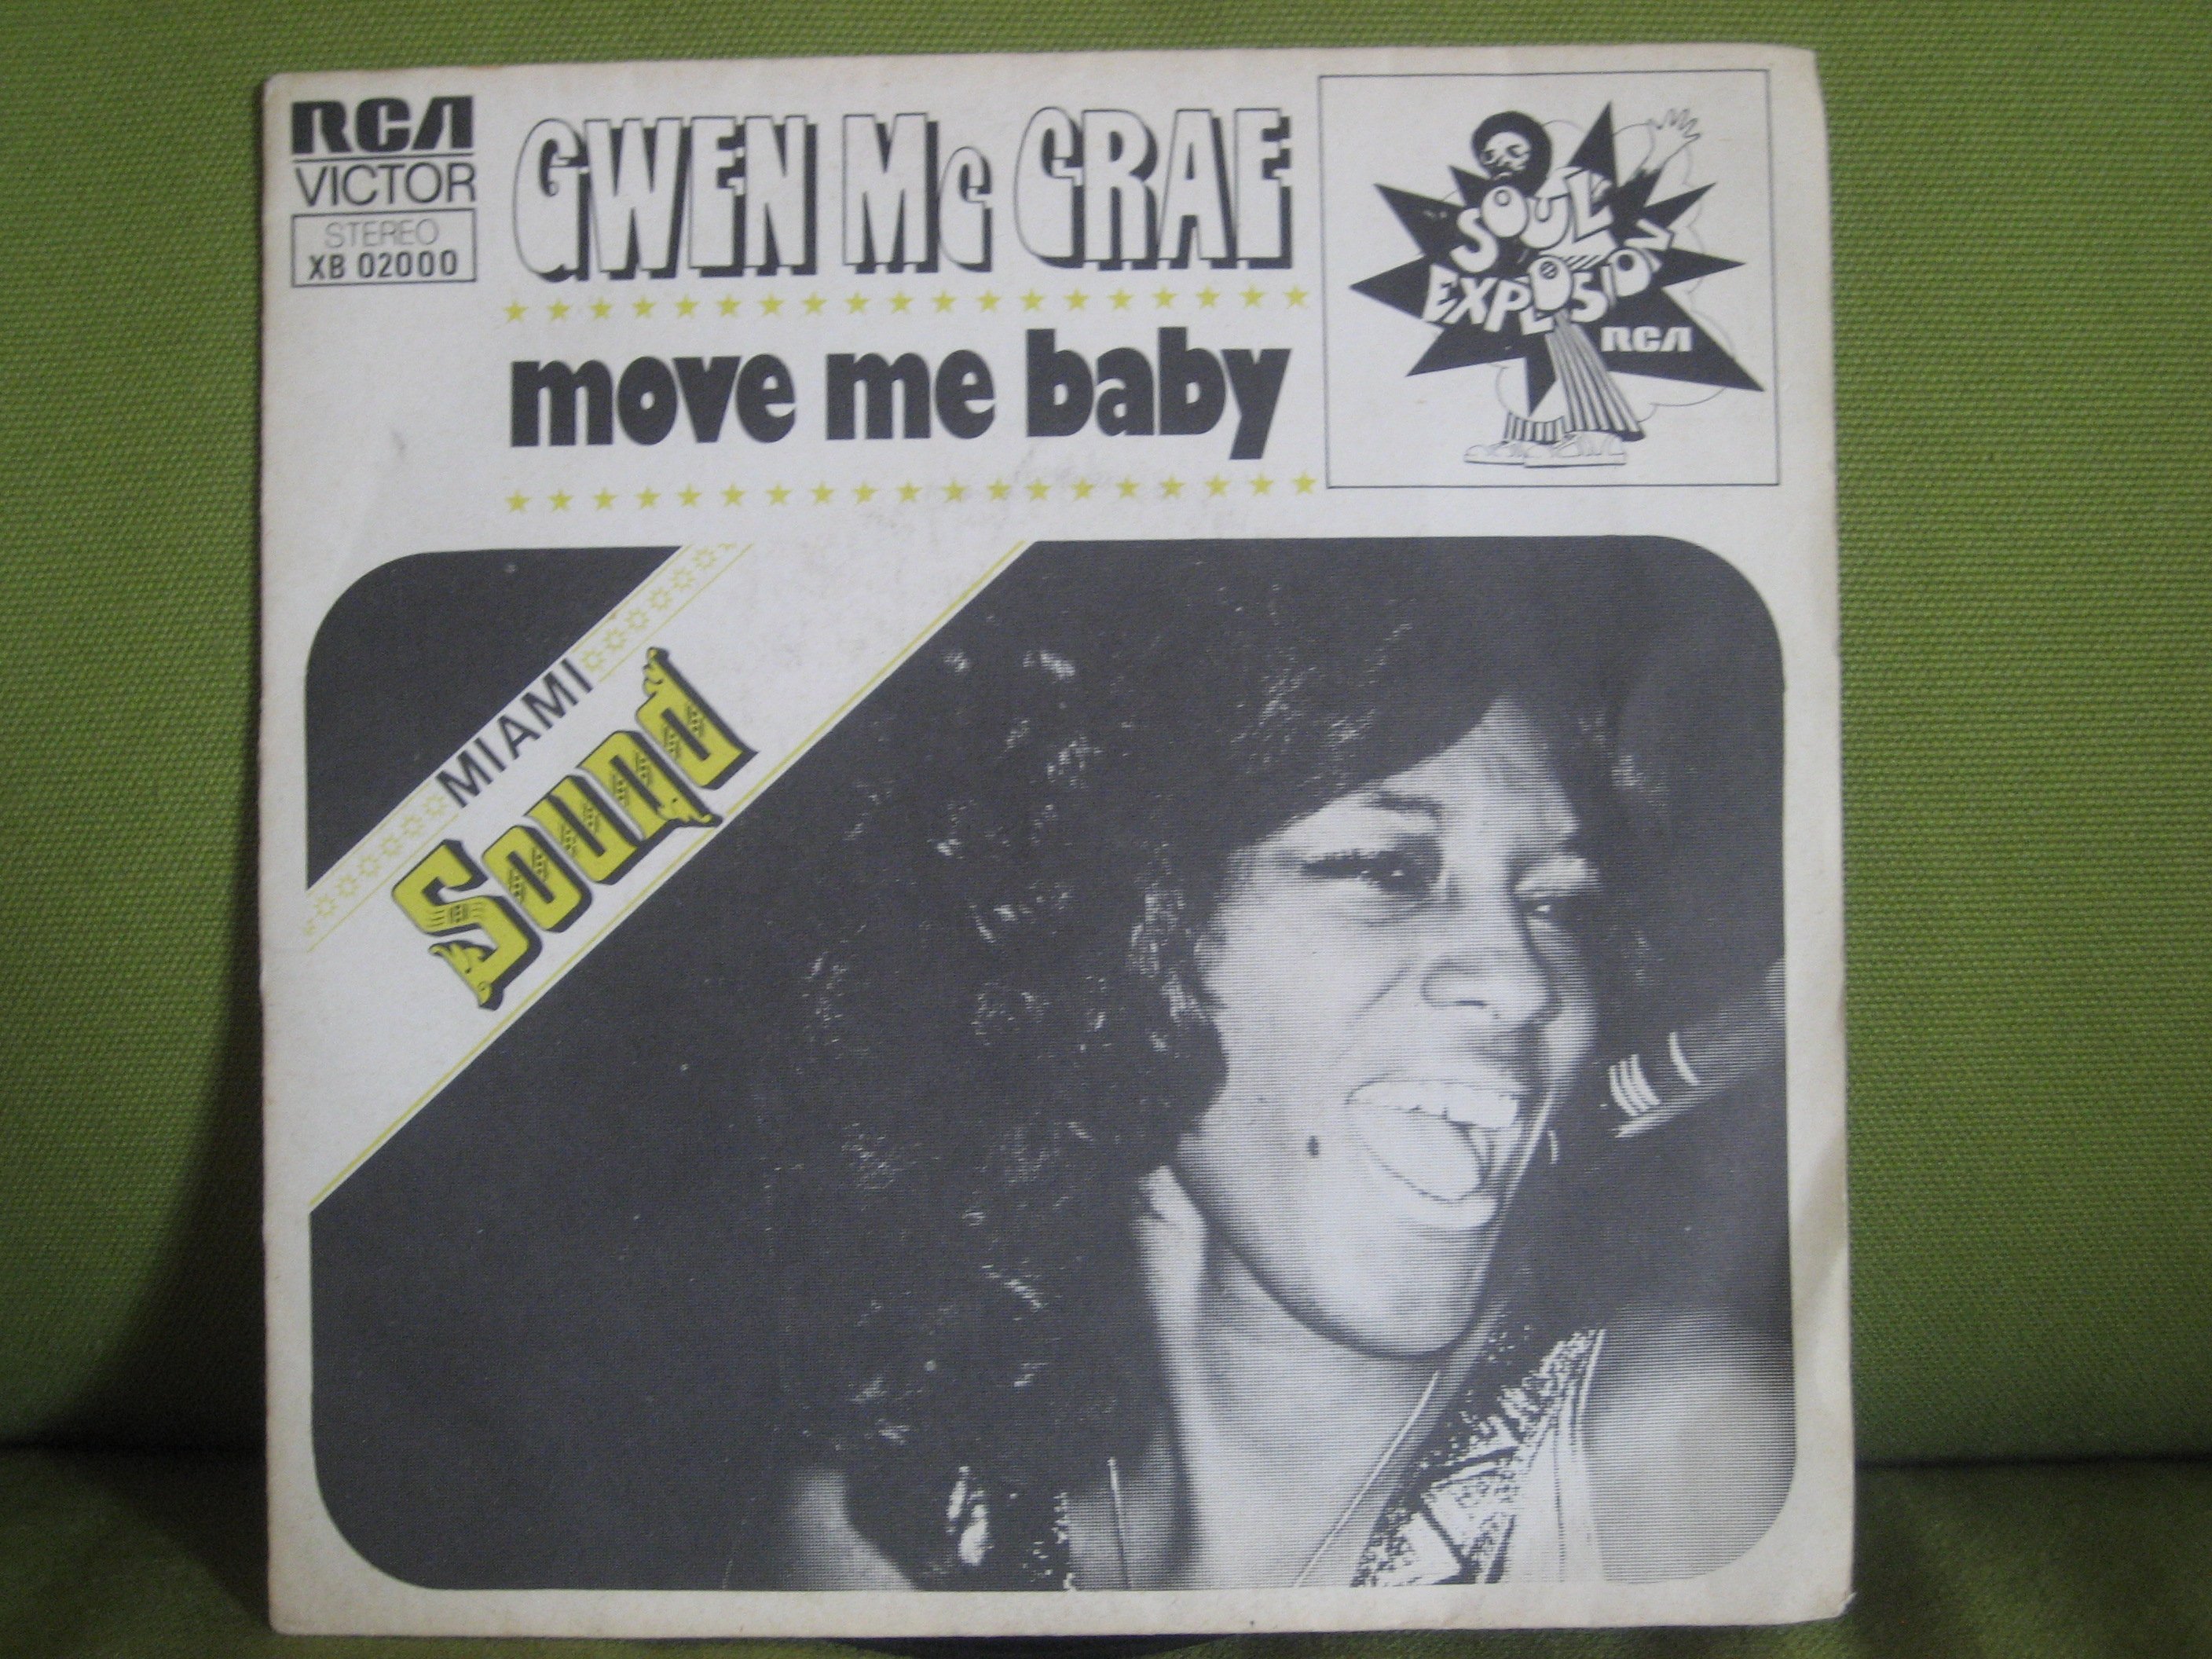 RCA
VICTOR
STEREO
XB 02000
GWEN Mc CRAE
move me baby
SOUL
EXPLOSION
RCA
MIAMI
Sound